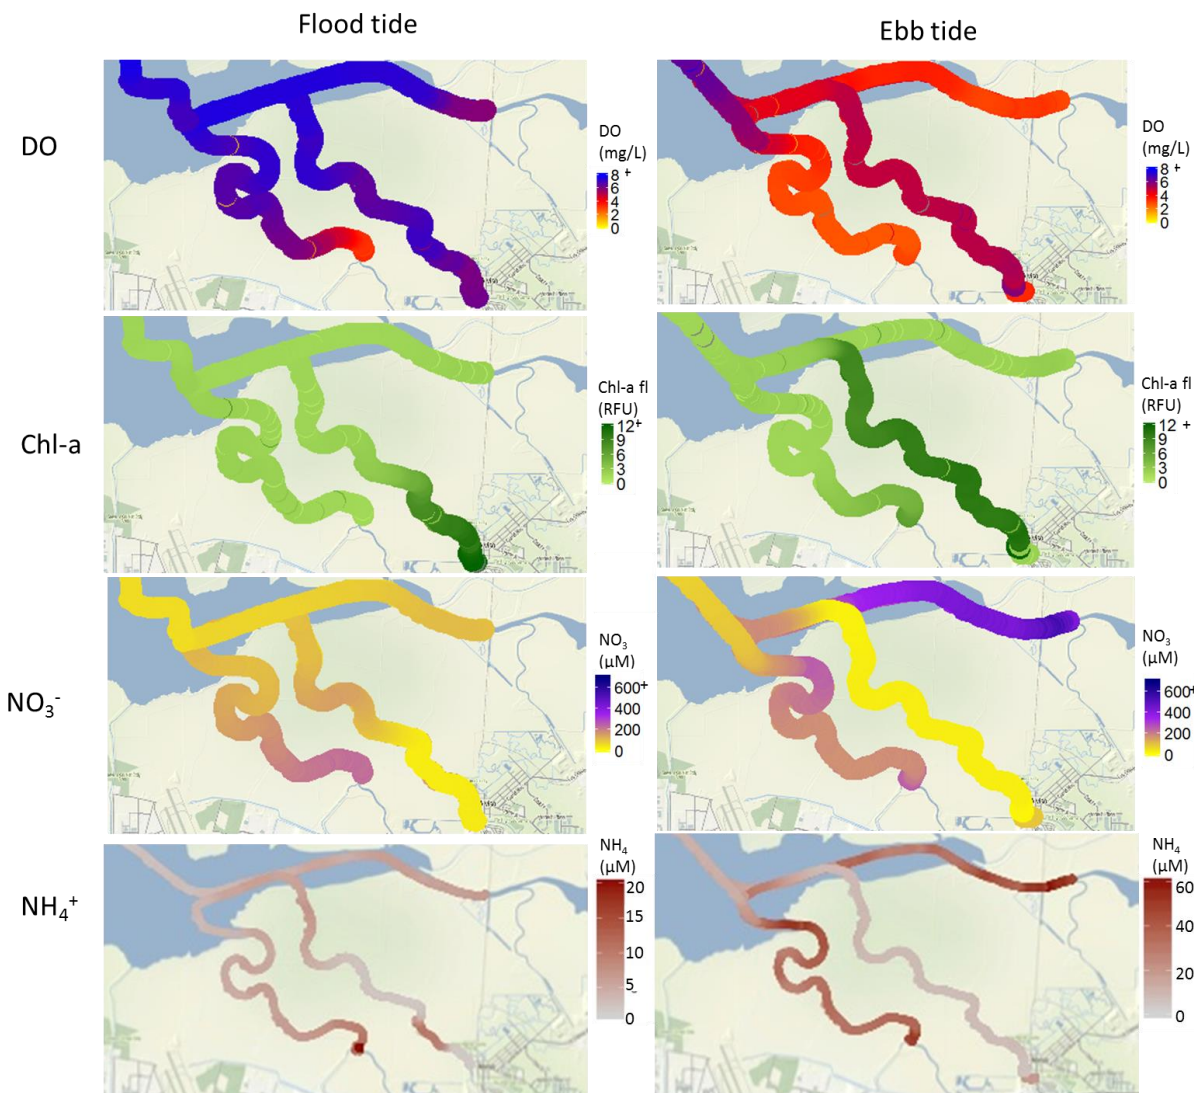 Flood tide
Ebb tide
DO
DO
(mg/L)
8 +
6
4
2
0
DO
(mg/L)
8 +
6
4
2
0
Chl-a
Chl-a fl
(RFU)
12+
9
6
3
0
Chl-a fl
(RFU)
12 +
9
6
3
0
NO₃⁻
NO₃
(µM)
600+
400
200
0
NO₃
(µM)
600+
400
200
0
NH₄⁺
NH₄
(µM)
20
15
10
5
0
NH₄
(µM)
60
40
20
0